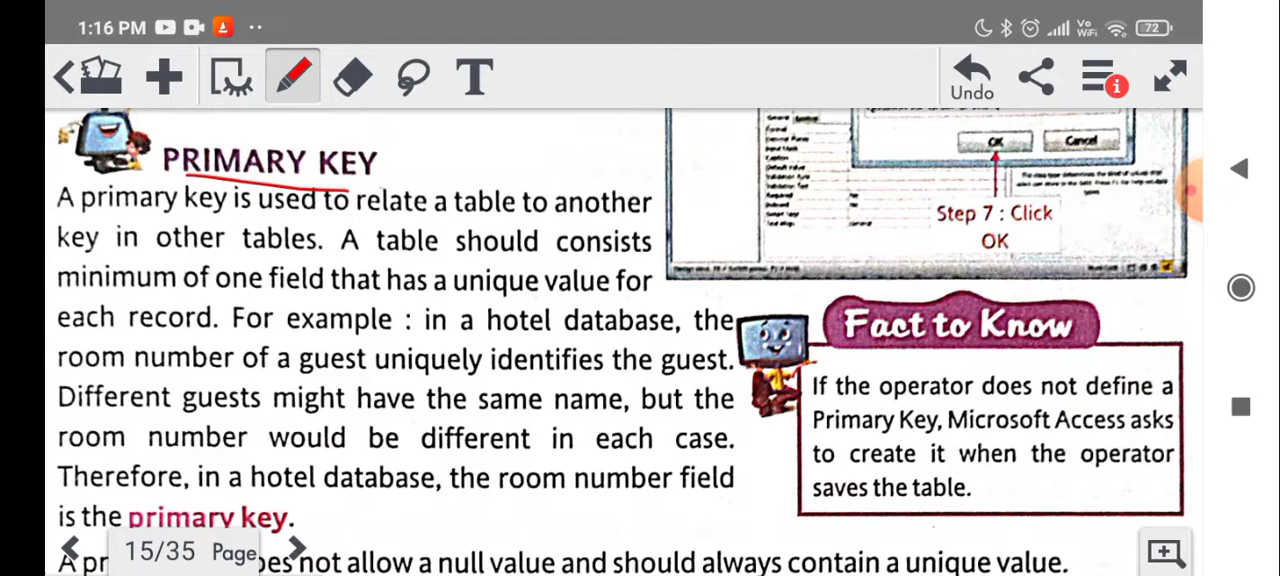 1:16 PM
Vo
WiFi
72
T
Undo
PRIMARY KEY
A primary key is used to relate a table to another
key in other tables. A table should consists
minimum of one field that has a unique value for
each record. For example : in a hotel database, the
room number of a guest uniquely identifies the guest.
Different guests might have the same name, but the
room number would be different in each case.
Therefore, in a hotel database, the room number field
is the primary key.
A pr
es not allow a null value and should always contain a unique value.
15/35 Page
OK
Cancel
Step 7 : Click
OK
Fact to Know
If the operator does not define a
Primary Key, Microsoft Access asks
to create it when the operator
saves the table.